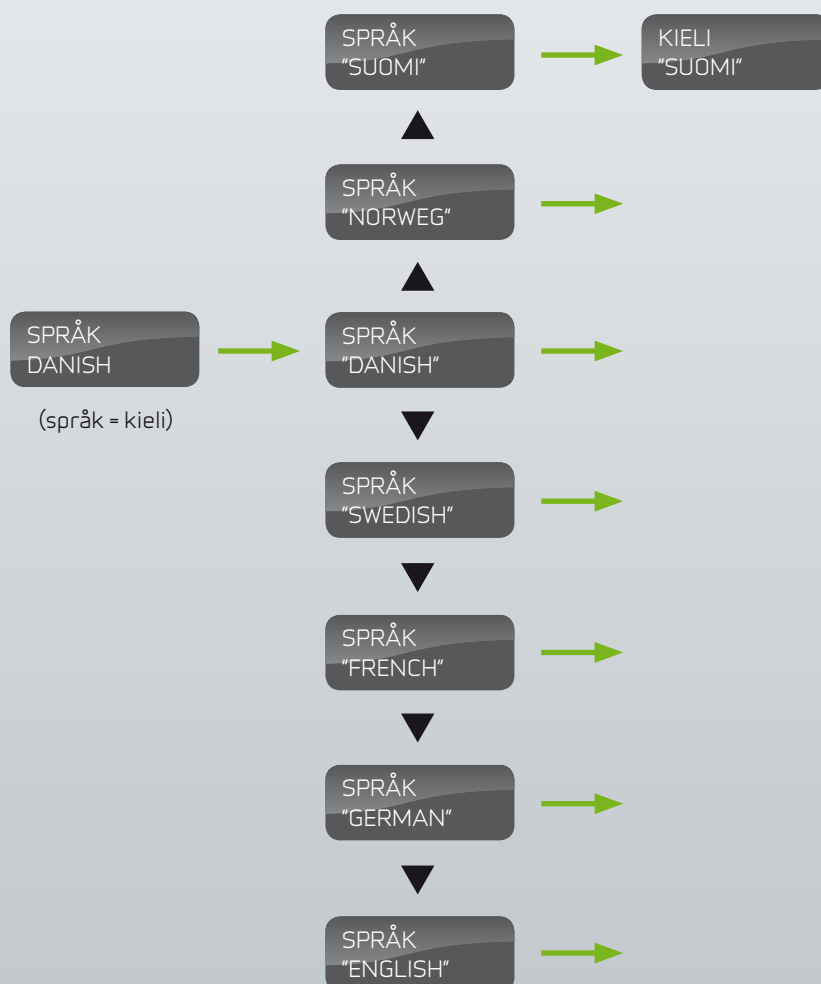 SPRÅK
"SUOMI"
KIELI
"SUOMI"
SPRÅK
"NORWEG"
SPRÅK
DANISH
(språk = kieli)
SPRÅK
"DANISH"
SPRÅK
"SWEDISH"
SPRÅK
"FRENCH"
SPRÅK
"GERMAN"
SPRÅK
"ENGLISH"